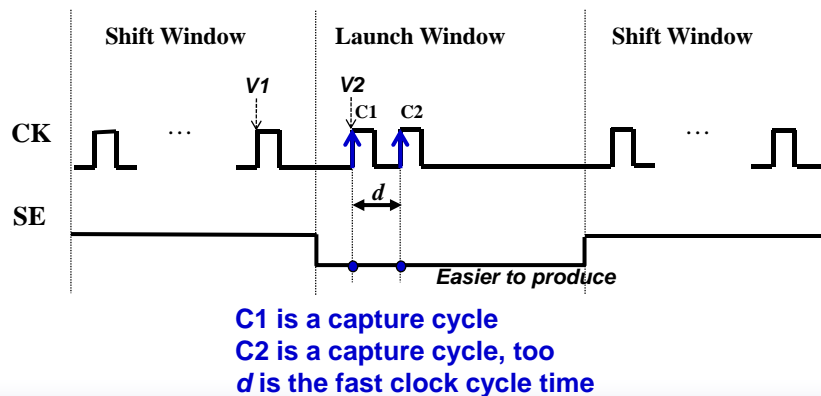 Shift Window Launch Window Shift Window
V1 V2
C1 C2
CK ... ...
d
SE
Easier to produce
C1 is a capture cycle
C2 is a capture cycle, too
d is the fast clock cycle time